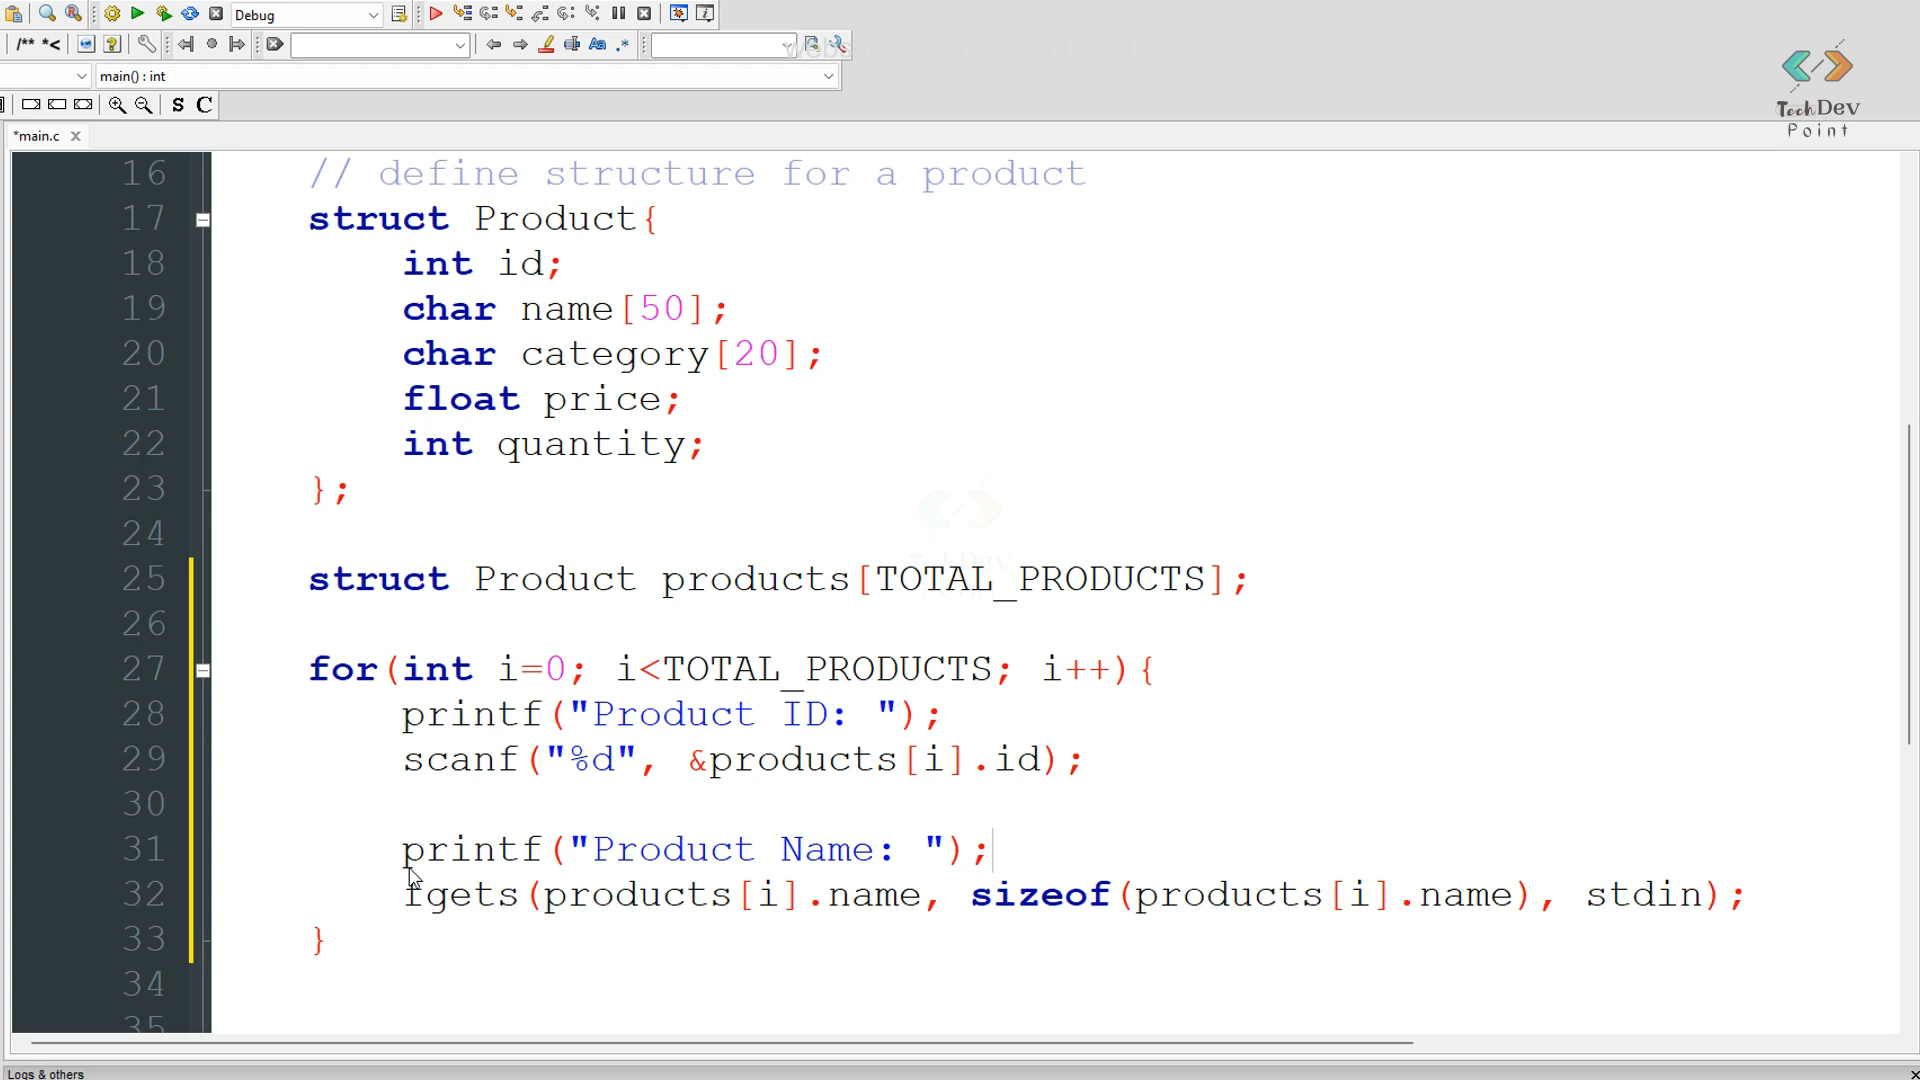 Debug
/** *<
Aa .*
main() : int
S C
TechDev
Point
*main.c
16 // define structure for a product
17 struct Product{
18 int id;
19 char name[50];
20 char category[20];
21 float price;
22 int quantity;
23 };
24
25 struct Product products[TOTAL_PRODUCTS];
26
27 for(int i=0; i<TOTAL_PRODUCTS; i++){
28 printf("Product ID: ");
29 scanf("%d", &products[i].id);
30
31 printf("Product Name: ");
32 fgets(products[i].name, sizeof(products[i].name), stdin);
33 }
34
35
Logs & others